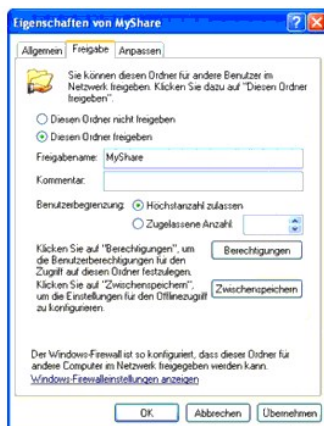 Eigenschaften von MyShare
Allgemein Freigabe Anpassen
Sie können diesen Ordner für andere Benutzer im
Netzwerk freigeben. Klicken Sie dazu auf "Diesen Ordner
freigeben".
Diesen Ordner nicht freigeben
Diesen Ordner freigeben
Freigabename: MyShare
Kommentar:
Benutzerbegrenzung: Höchstanzahl zulassen
Zugelassene Anzahl:
Klicken Sie auf "Berechtigungen", um
die Benutzerberechtigungen für den
Zugriff auf diesen Ordner festzulegen.
Berechtigungen
Klicken Sie auf "Zwischenspeichern",
um die Einstellungen für den Offlinezugriff
zu konfigurieren.
Zwischenspeichern
Der Windows-Firewall ist so konfiguriert, dass dieser Ordner für
andere Computer im Netzwerk freigegeben werden kann.
Windows-Firewalleinstellungen anzeigen
OK Abbrechen Übernehmen